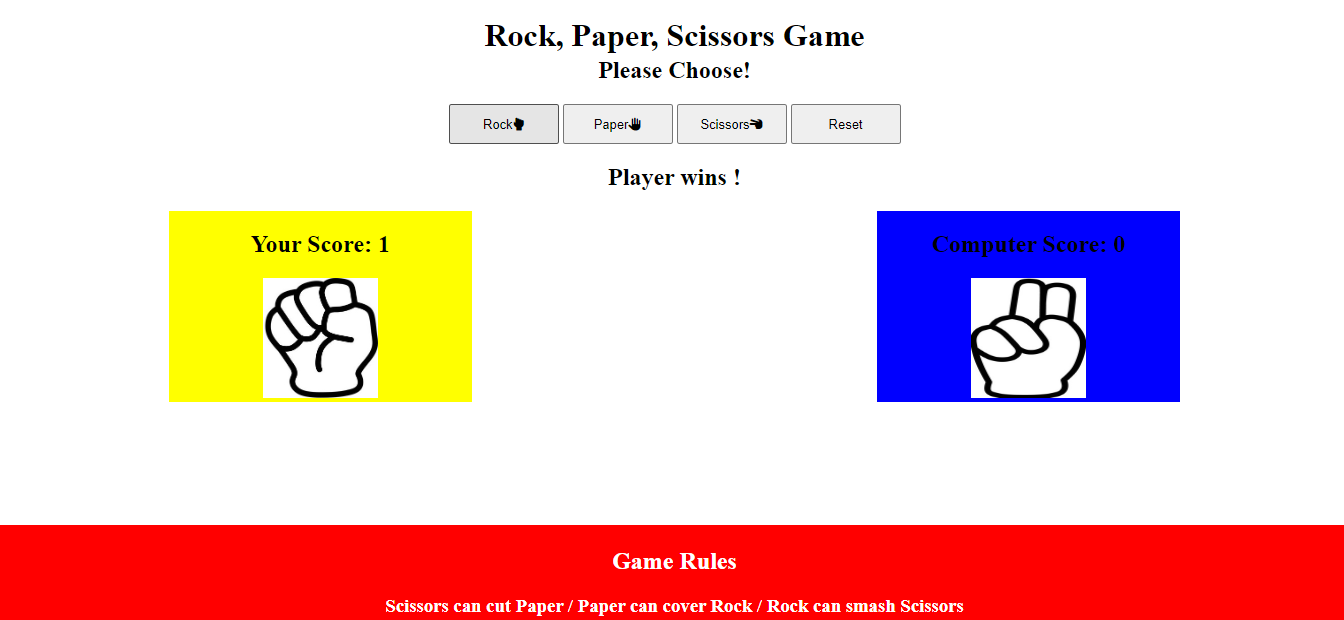 Rock, Paper, Scissors Game
Please Choose!
Rock Paper Scissors Reset
Player wins !
Your Score: 1
Computer Score: 0
Game Rules
Scissors can cut Paper / Paper can cover Rock / Rock can smash Scissors